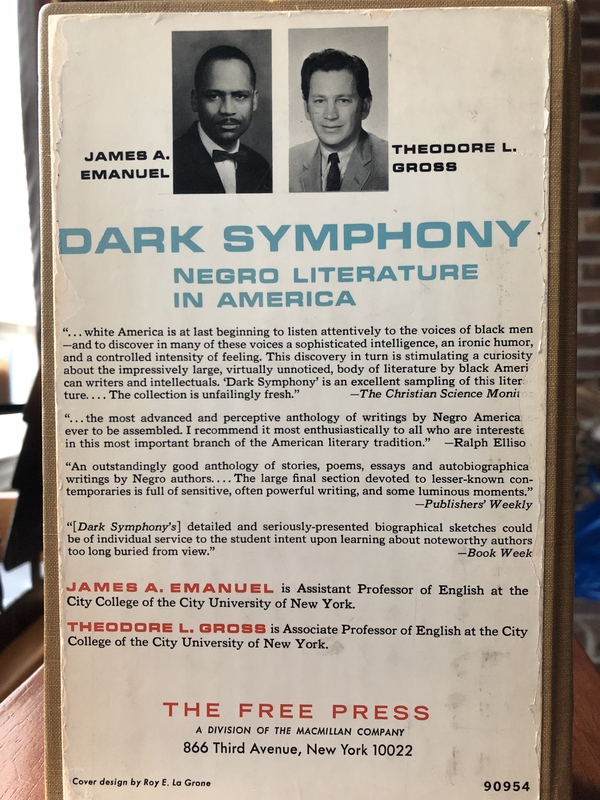 JAMES A.
EMANUEL
THEODORE L.
GROSS
DARK SYMPHONY
NEGRO LITERATURE
IN AMERICA
“... white America is at last beginning to listen attentively to the voices of black men
—and to discover in many of these voices a sophisticated intelligence, an ironic humor,
and a controlled intensity of feeling. This discovery in turn is stimulating a curiosity
about the impressively large, virtually unnoticed, body of literature by black Ameri
can writers and intellectuals. ‘Dark Symphony’ is an excellent sampling of this liter
ture.... The collection is unfailingly fresh.” —The Christian Science Monit
“... the most advanced and perceptive anthology of writings by Negro America
ever to be assembled. I recommend it most enthusiastically to all who are intereste
in this most important branch of the American literary tradition.” —Ralph Elliso
“An outstandingly good anthology of stories, poems, essays and autobiographica
writings by Negro authors.... The large final section devoted to lesser-known con-
temporaries is full of sensitive, often powerful writing, and some luminous moments.”
—Publishers’ Weekly
“[Dark Symphony’s] detailed and seriously-presented biographical sketches could
be of individual service to the student intent upon learning about noteworthy authors
too long buried from view.” —Book Week
JAMES A. EMANUEL is Assistant Professor of English at the
City College of the City University of New York.
THEODORE L. GROSS is Associate Professor of English at the City
College of the City University of New York.
THE FREE PRESS
A DIVISION OF THE MACMILLAN COMPANY
866 Third Avenue, New York 10022
Cover design by Roy E. La Grone
90954